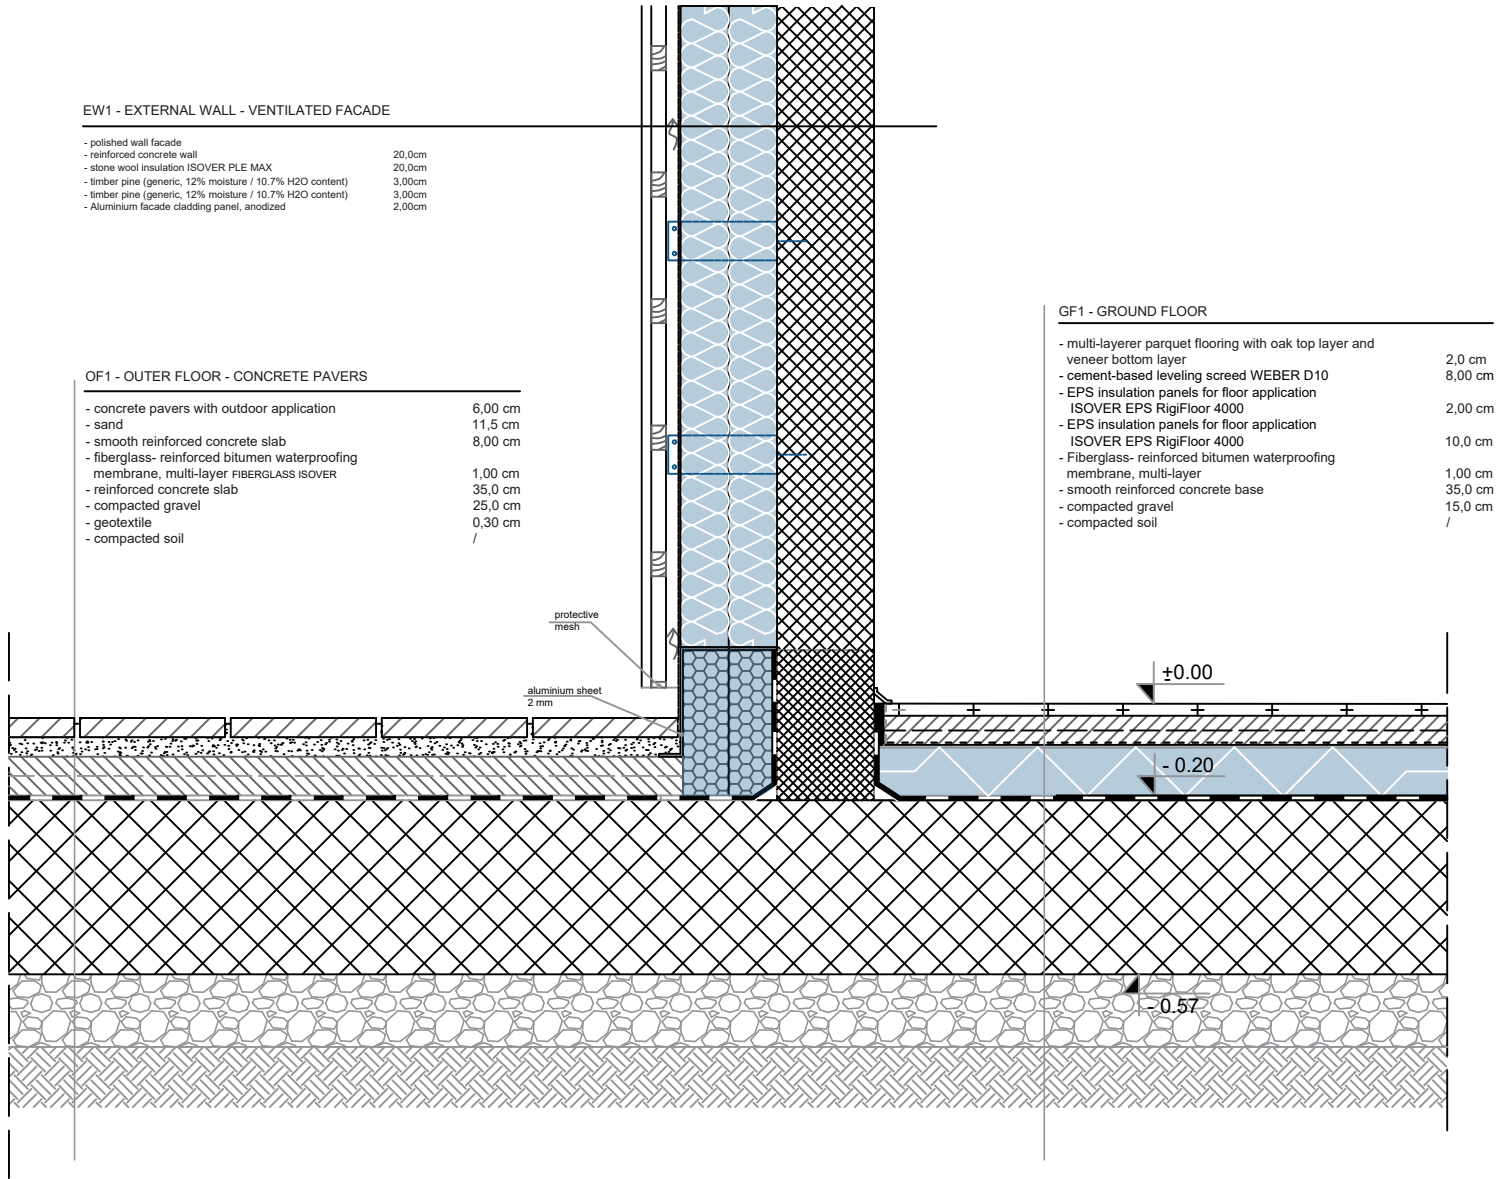 EW1 - EXTERNAL WALL - VENTILATED FACADE
- polished wall facade
- reinforced concrete wall 20,0cm
- stone wool insulation ISOVER PLE MAX 20,0cm
- timber pine (generic, 12% moisture / 10.7% H2O content) 3,00cm
- timber pine (generic, 12% moisture / 10.7% H2O content) 3,00cm
- Aluminium facade cladding panel, anodized 2,00cm
GF1 - GROUND FLOOR
- multi-layerer parquet flooring with oak top layer and
veneer bottom layer 2,0 cm
- cement-based leveling screed WEBER D10 8,00 cm
- EPS insulation panels for floor application
ISOVER EPS RigiFloor 4000 2,00 cm
- EPS insulation panels for floor application
ISOVER EPS RigiFloor 4000 10,0 cm
- Fiberglass- reinforced bitumen waterproofing
membrane, multi-layer 1,00 cm
- smooth reinforced concrete base 35,0 cm
- compacted gravel 15,0 cm
- compacted soil /
OF1 - OUTER FLOOR - CONCRETE PAVERS
- concrete pavers with outdoor application 6,00 cm
- sand 11,5 cm
- smooth reinforced concrete slab 8,00 cm
- fiberglass- reinforced bitumen waterproofing
membrane, multi-layer FIBERGLASS ISOVER 1,00 cm
- reinforced concrete slab 35,0 cm
- compacted gravel 25,0 cm
- geotextile 0,30 cm
- compacted soil /
protective
mesh
aluminium sheet
2 mm
±0.00
- 0.20
- 0.57